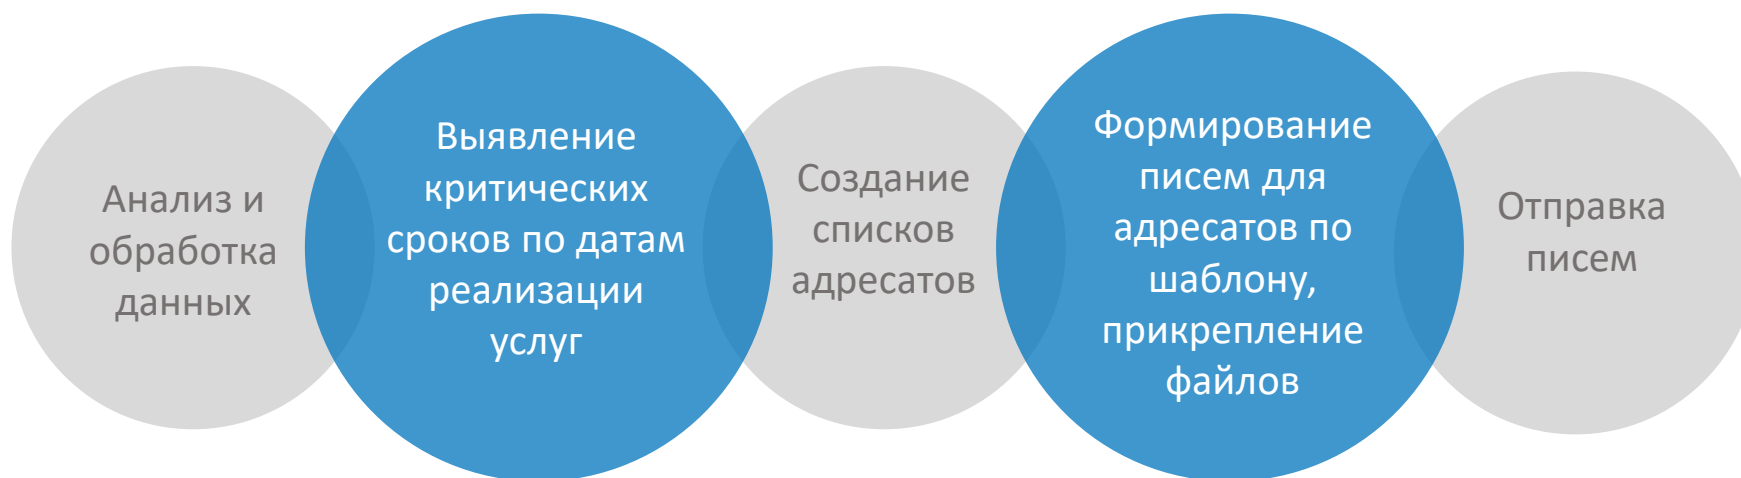 Анализ и
обработка
данных
Выявление
критических
сроков по датам
реализации
услуг
Создание
списков
адресатов
Формирование
писем для
адресатов по
шаблону,
прикрепление
файлов
Отправка
писем